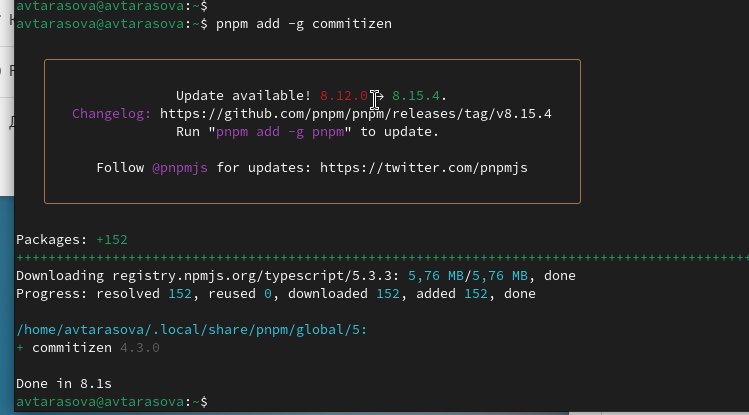 avtarasova@avtarasova:~$
avtarasova@avtarasova:~$ pnpm add -g commitizen
Update available! 8.12.0 → 8.15.4.
Changelog: https://github.com/pnpm/pnpm/releases/tag/v8.15.4
Run "pnpm add -g pnpm" to update.
Follow @pnpmjs for updates: https://twitter.com/pnpmjs
Packages: +152
++++++++++++++++++++++++++++++++++++++++++++++++++++++++++++++++++++++++++++++++++++++++++++
Downloading registry.npmjs.org/typescript/5.3.3: 5,76 MB/5,76 MB, done
Progress: resolved 152, reused 0, downloaded 152, added 152, done
/home/avtarasova/.local/share/pnpm/global/5:
+ commitizen 4.3.0
Done in 8.1s
avtarasova@avtarasova:~$